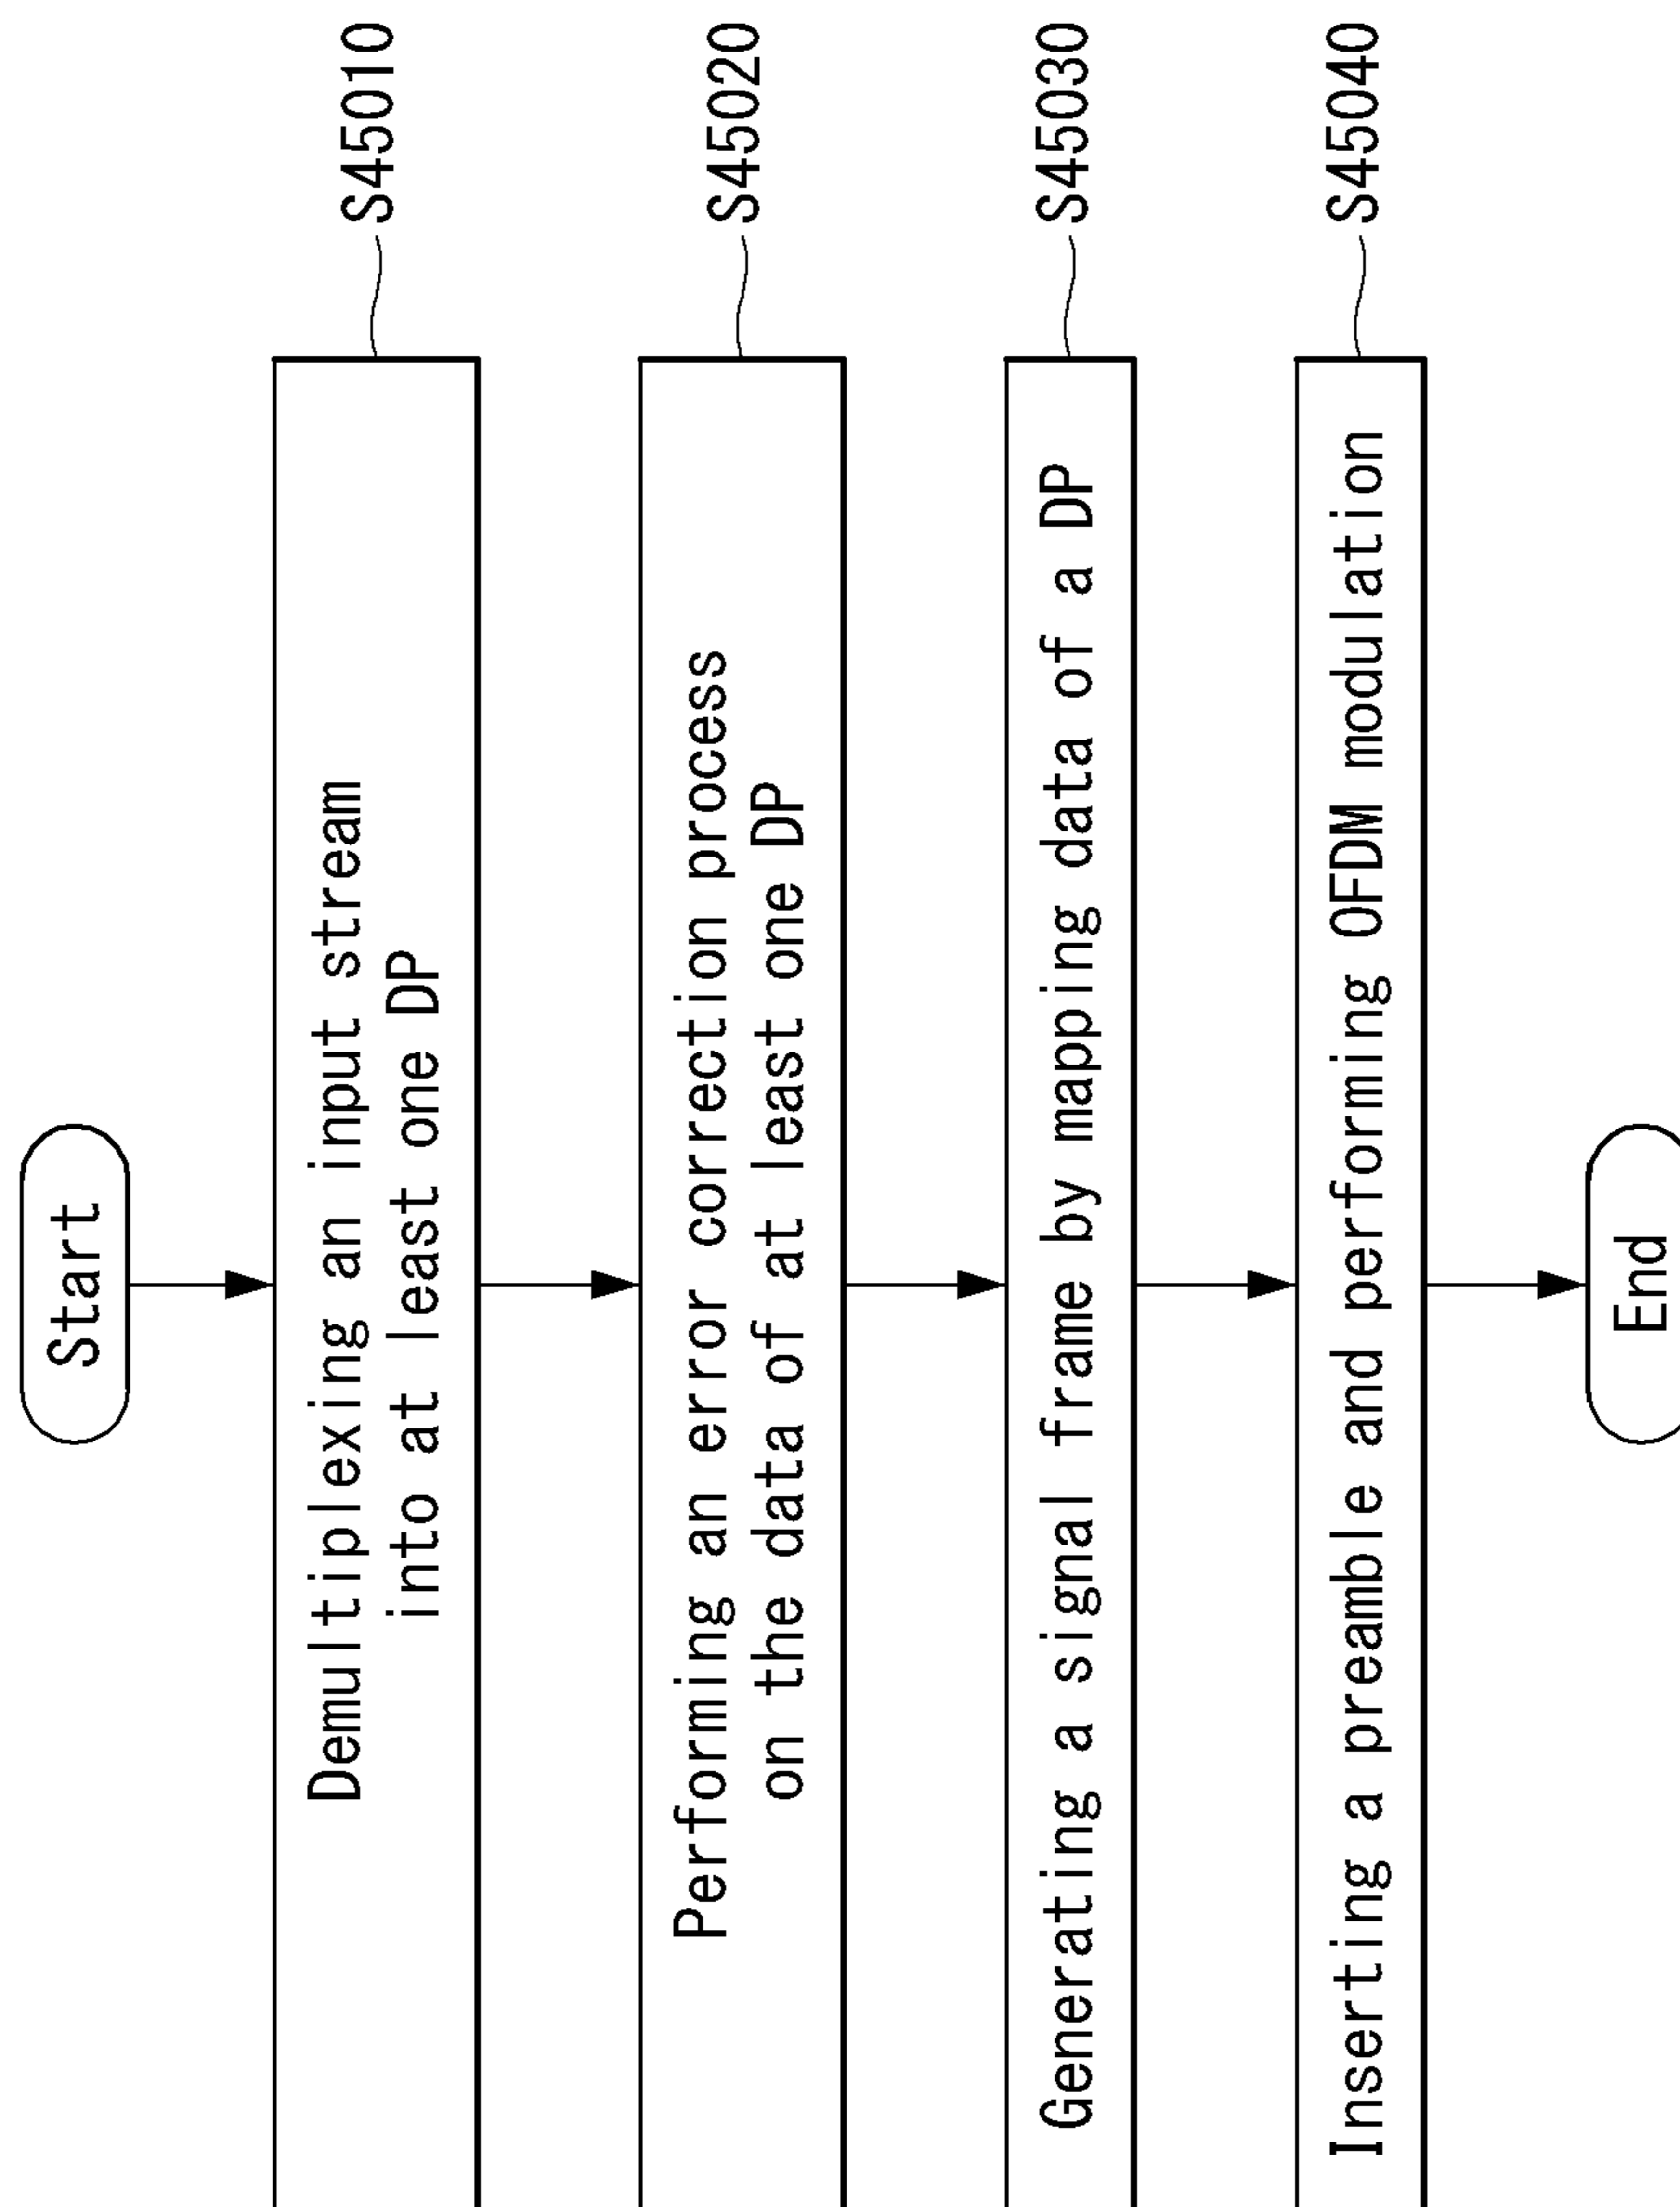 Start
Demultiplexing an input stream
into at least one DP
S45010
Performing an error correction process
on the data of at least one DP
S45020
Generating a signal frame by mapping data of a DP
S45030
Inserting a preamble and performing OFDM modulation
S45040
End